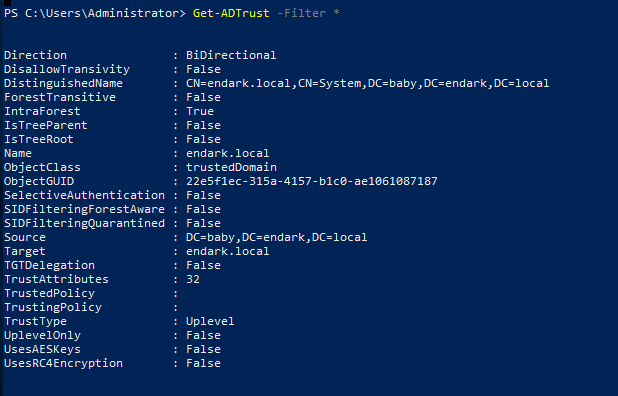 PS C:\Users\Administrator> Get-ADTrust -Filter *
Direction : BiDirectional
DisallowTransivity : False
DistinguishedName : CN=endark.local,CN=System,DC=baby,DC=endark,DC=local
ForestTransitive : False
IntraForest : True
IsTreeParent : False
IsTreeRoot : False
Name : endark.local
ObjectClass : trustedDomain
ObjectGUID : 22e5f1ec-315a-4157-b1c0-ae1061087187
SelectiveAuthentication : False
SIDFilteringForestAware : False
SIDFilteringQuarantined : False
Source : DC=baby,DC=endark,DC=local
Target : endark.local
TGTDelegation : False
TrustAttributes : 32
TrustedPolicy :
TrustingPolicy :
TrustType : Uplevel
UplevelOnly : False
UsesAESKeys : False
UsesRC4Encryption : False